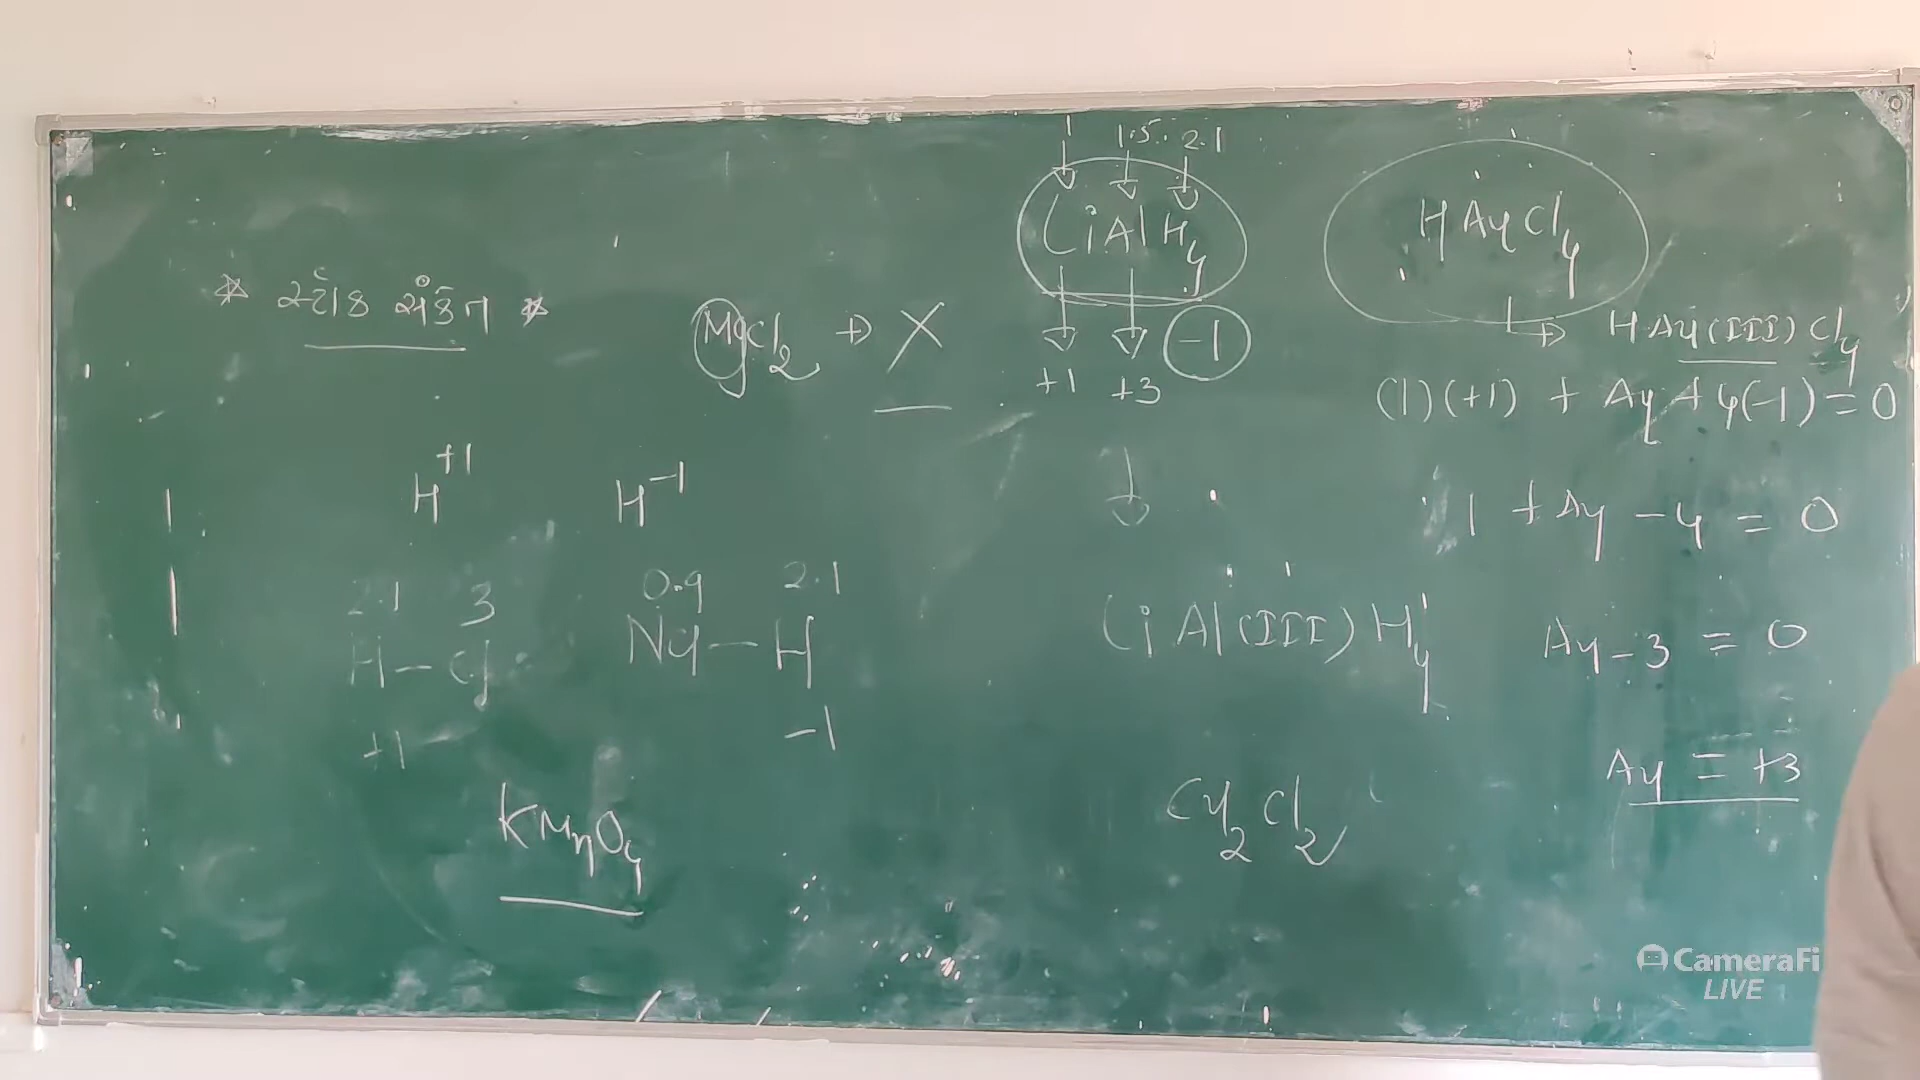 * સ્ટોક સંકેત *
MgCl2 → X
1 1.5 2.1
LiAlH4
+1 +3 -1
LiAl(III)H4
HAuCl4
→ HAu(III)Cl4
(1)(+1) + Au + 4(-1) = 0
1 + Au - 4 = 0
Au - 3 = 0
Au = +3
H+1 H-1
2.1 3
H - Cl
+1
0.9 2.1
Na - H
-1
KMnO4
Cu2Cl2
CameraFi
LIVE